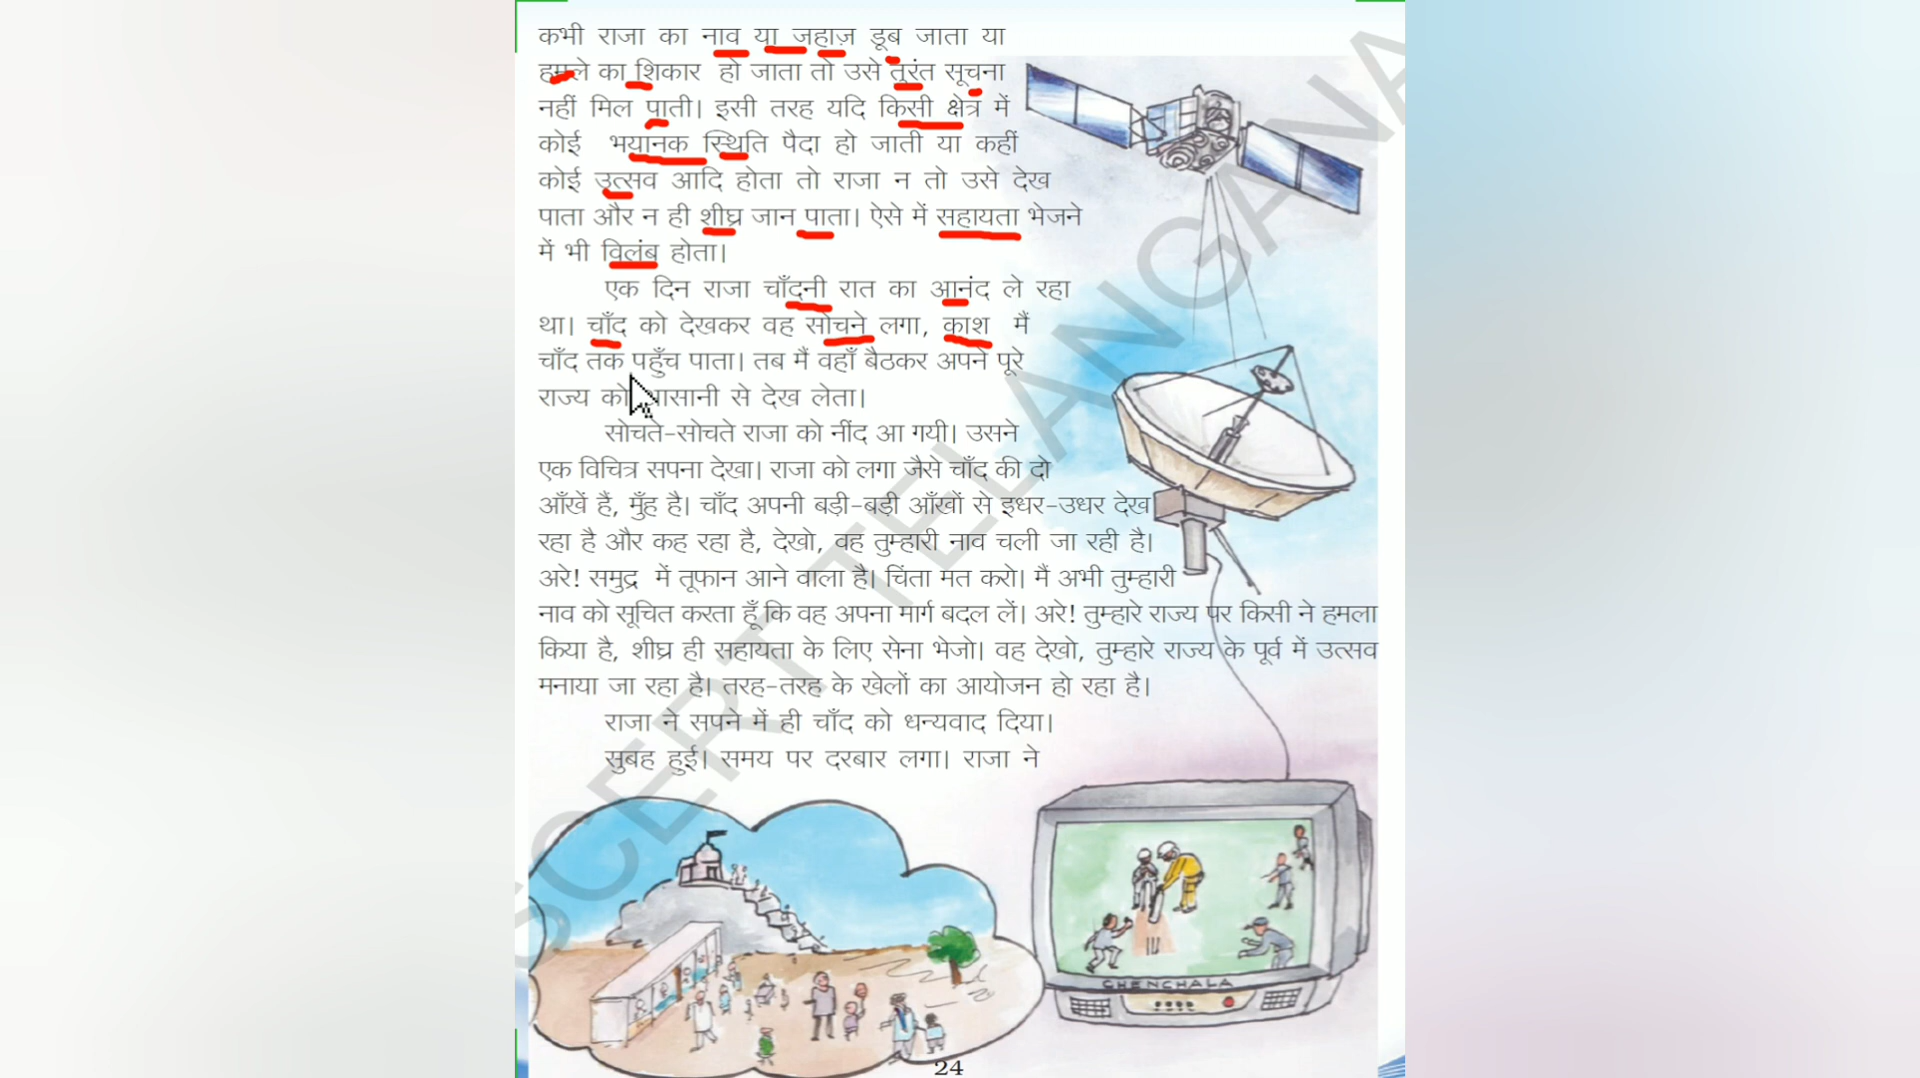 कभी राजा का नाव या जहाज़ डूब जाता या
हमले का शिकार हो जाता तो उसे तुरंत सूचना
नहीं मिल पाती। इसी तरह यदि किसी क्षेत्र में
कोई भयानक स्थिति पैदा हो जाती या कहीं
कोई उत्सव आदि होता तो राजा न तो उसे देख
पाता और न ही शीघ्र जान पाता। ऐसे में सहायता भेजने
में भी विलंब होता।
एक दिन राजा चाँदनी रात का आनंद ले रहा
था। चाँद को देखकर वह सोचने लगा, काश मैं
चाँद तक पहुँच पाता। तब मैं वहाँ बैठकर अपने पूरे
राज्य को से देख लेता।
सोचते-सोचते राजा को नींद आ गयी। उसने
एक विचित्र सपना देखा। राजा को लगा जैसे चाँद की दो
आँखें हैं, मुँह है। चाँद अपनी बड़ी-बड़ी आँखों से इधर-उधर देख
रहा है और कह रहा है, देखो, वह तुम्हारी नाव चली जा रही है।
अरे! समुद्र में तूफान आने वाला है। चिंता मत करो। मैं अभी तुम्हारी
नाव को सूचित करता हूँ कि वह अपना मार्ग बदल लें। अरे! तुम्हारे राज्य पर किसी ने हमला
किया है, शीघ्र ही सहायता के लिए सेना भेजो। वह देखो, तुम्हारे राज्य के पूर्व में उत्सव
मनाया जा रहा है। तरह-तरह के खेलों का आयोजन हो रहा है।
राजा ने सपने में ही चाँद को धन्यवाद दिया।
सुबह हुई। समय पर दरबार लगा। राजा ने
SCERT TELANGANA
CHENCHALA
24